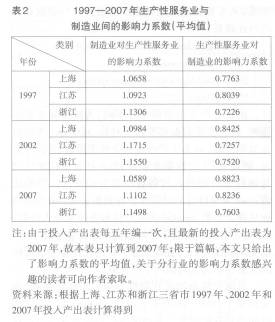 表2 1997—2007年生产性服务业与
制造业间的影响力系数(平均值)
类别 制造业对生产性服务业 生产性服务业对
年份 的影响力系数 制造业的影响力系数
上海 1.0658 0.7763
1997 江苏 1.0923 0.8039
浙江 1.1306 0.7226
上海 1.0984 0.8425
2002 江苏 1.1715 0.7257
浙江 1.1550 0.7520
上海 1.0589 0.8823
2007 江苏 1.1102 0.8236
浙江 1.1498 0.7603
注:由于投入产出表每五年编一次,且最新的投入产出表为
2007年,故本表只计算到2007年;限于篇幅,本文只给出
了影响力系数的平均值,关于分行业的影响力系数感兴
趣的读者可向作者索取。
资料来源:根据上海、江苏和浙江三省市1997年、2002年和
2007年投入产出表计算得到